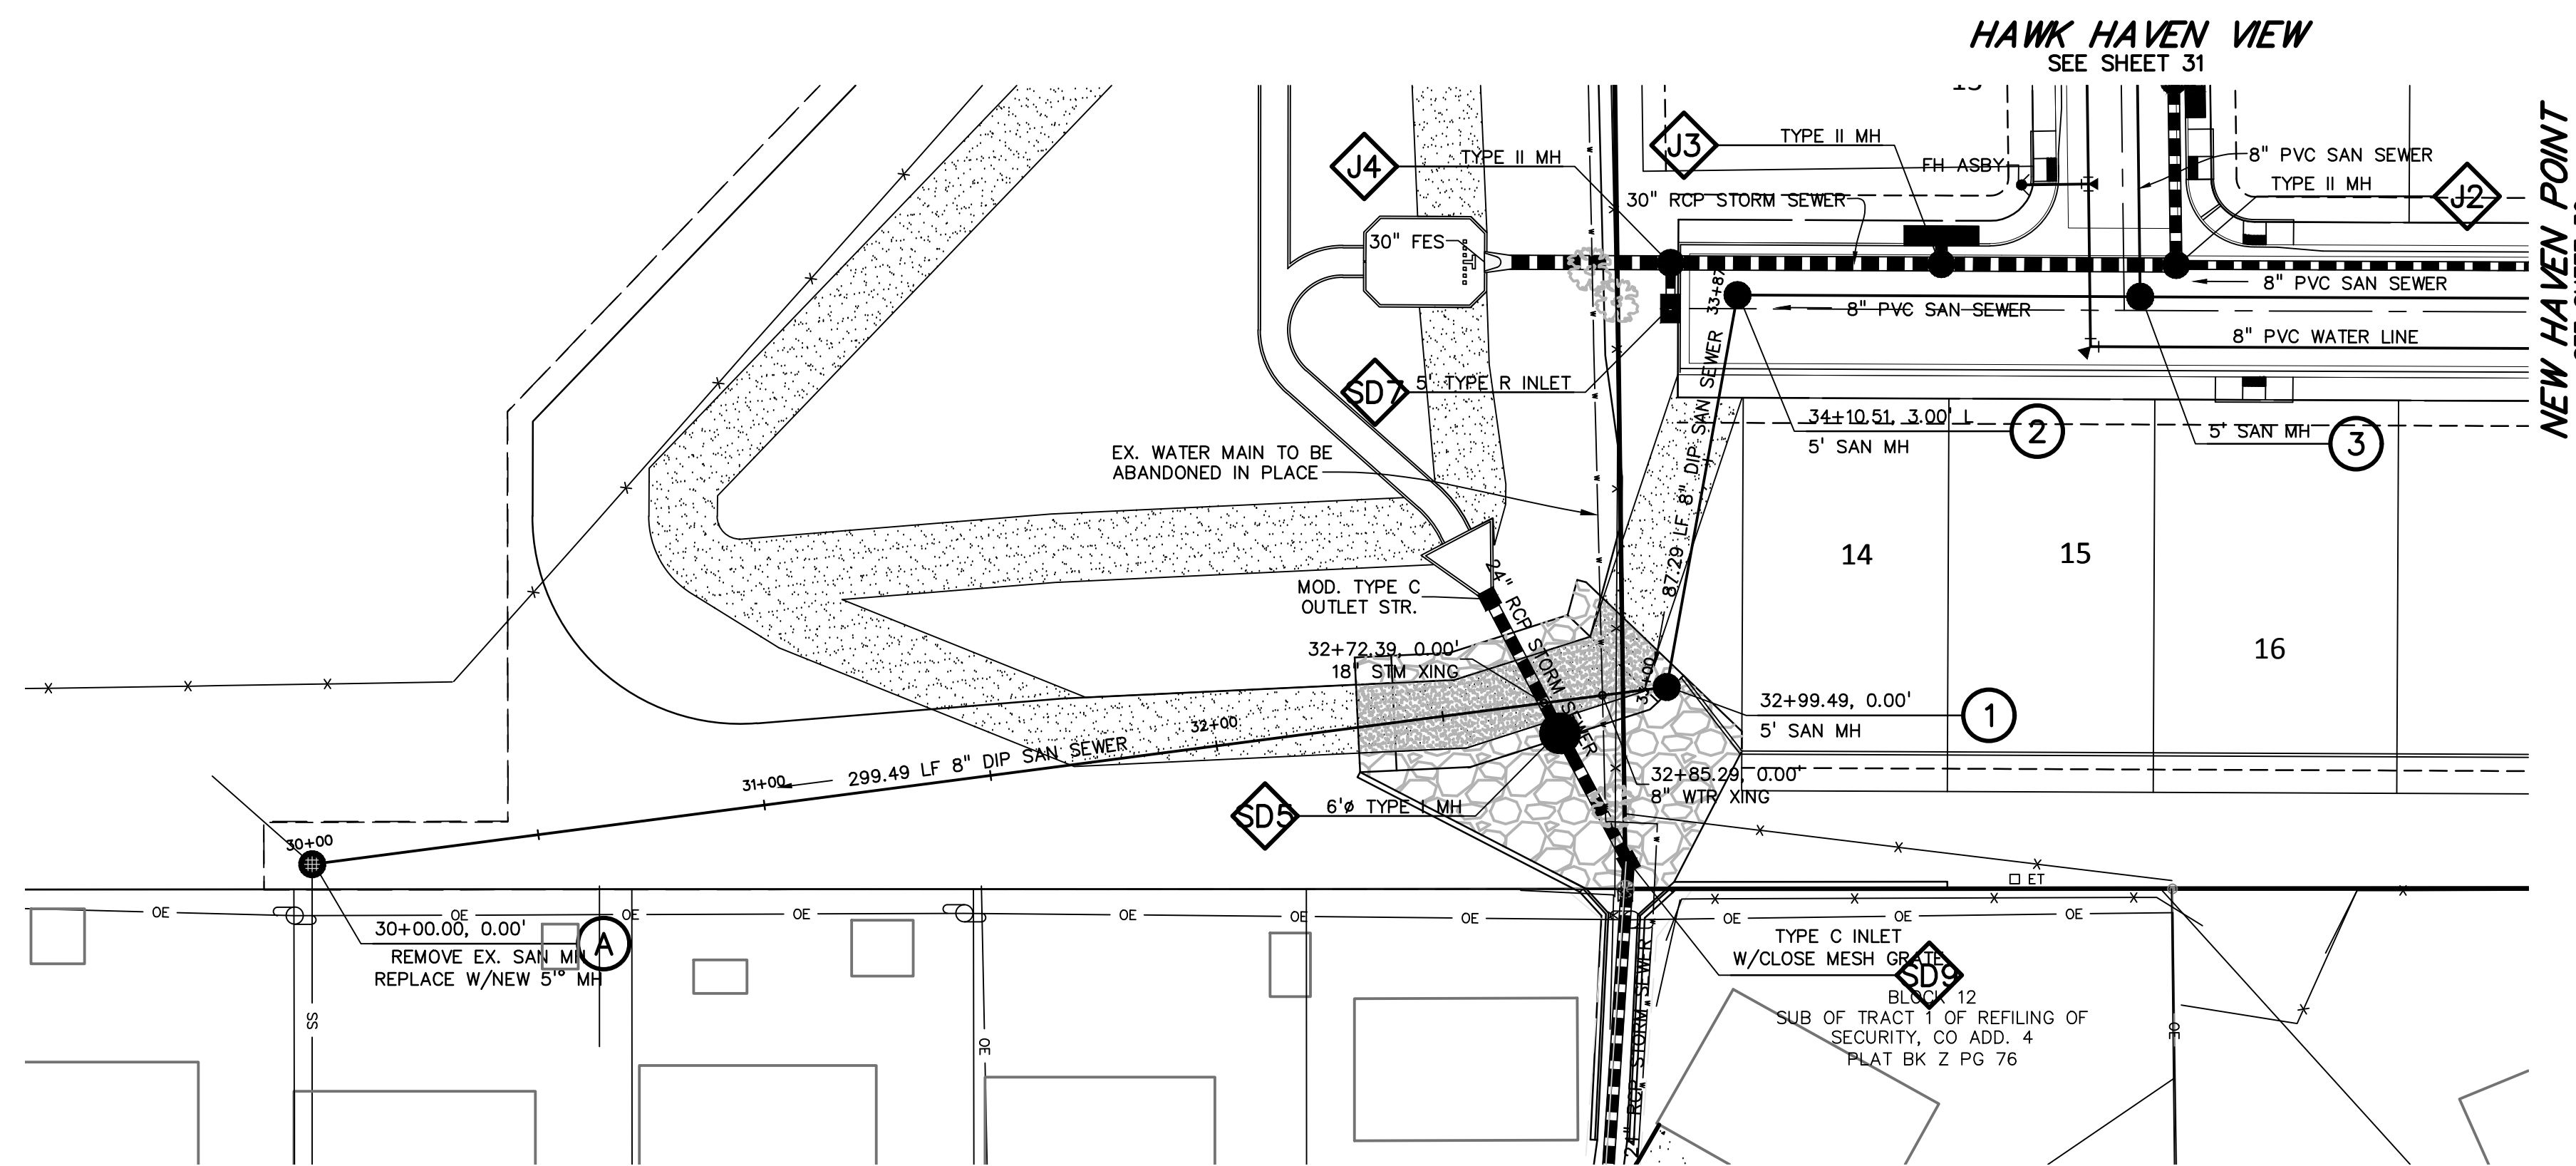 HAWK HAVEN VIEW
SEE SHEET 31
NEW HAVEN POINT
J4
TYPE II MH
J3
TYPE II MH
FH ASBY
8" PVC SAN SEWER
TYPE II MH
J2
30" RCP STORM SEWER
30" FES
33+87
8" PVC SAN SEWER
8" PVC SAN SEWER
8" PVC WATER LINE
SD7
5' TYPE R INLET
34+10.51, 3.00' L
5' SAN MH
2
5' SAN MH
3
EX. WATER MAIN TO BE
ABANDONED IN PLACE
87.29 LF 8" DIP SAN SEWER
14
15
16
MOD. TYPE C
OUTLET STR.
24" RCP STORM SEWER
32+72.39, 0.00'
18" STM XING
33+00
32+99.49, 0.00'
5' SAN MH
1
32+00
31+00
299.49 LF 8" DIP SAN SEWER
32+85.29, 0.00'
8" WTR XING
SD5
6'ø TYPE I MH
30+00
ET
OE
OE
OE
OE
OE
OE
OE
OE
OE
OE
30+00.00, 0.00'
A
REMOVE EX. SAN MH
REPLACE W/NEW 5'° MH
TYPE C INLET
W/CLOSE MESH GRATE
SD9
BLOCK 12
SUB OF TRACT 1 OF REFILING OF
SECURITY, CO ADD. 4
PLAT BK Z PG 76
SS
OE
OE
24" RCP STORM SEWER